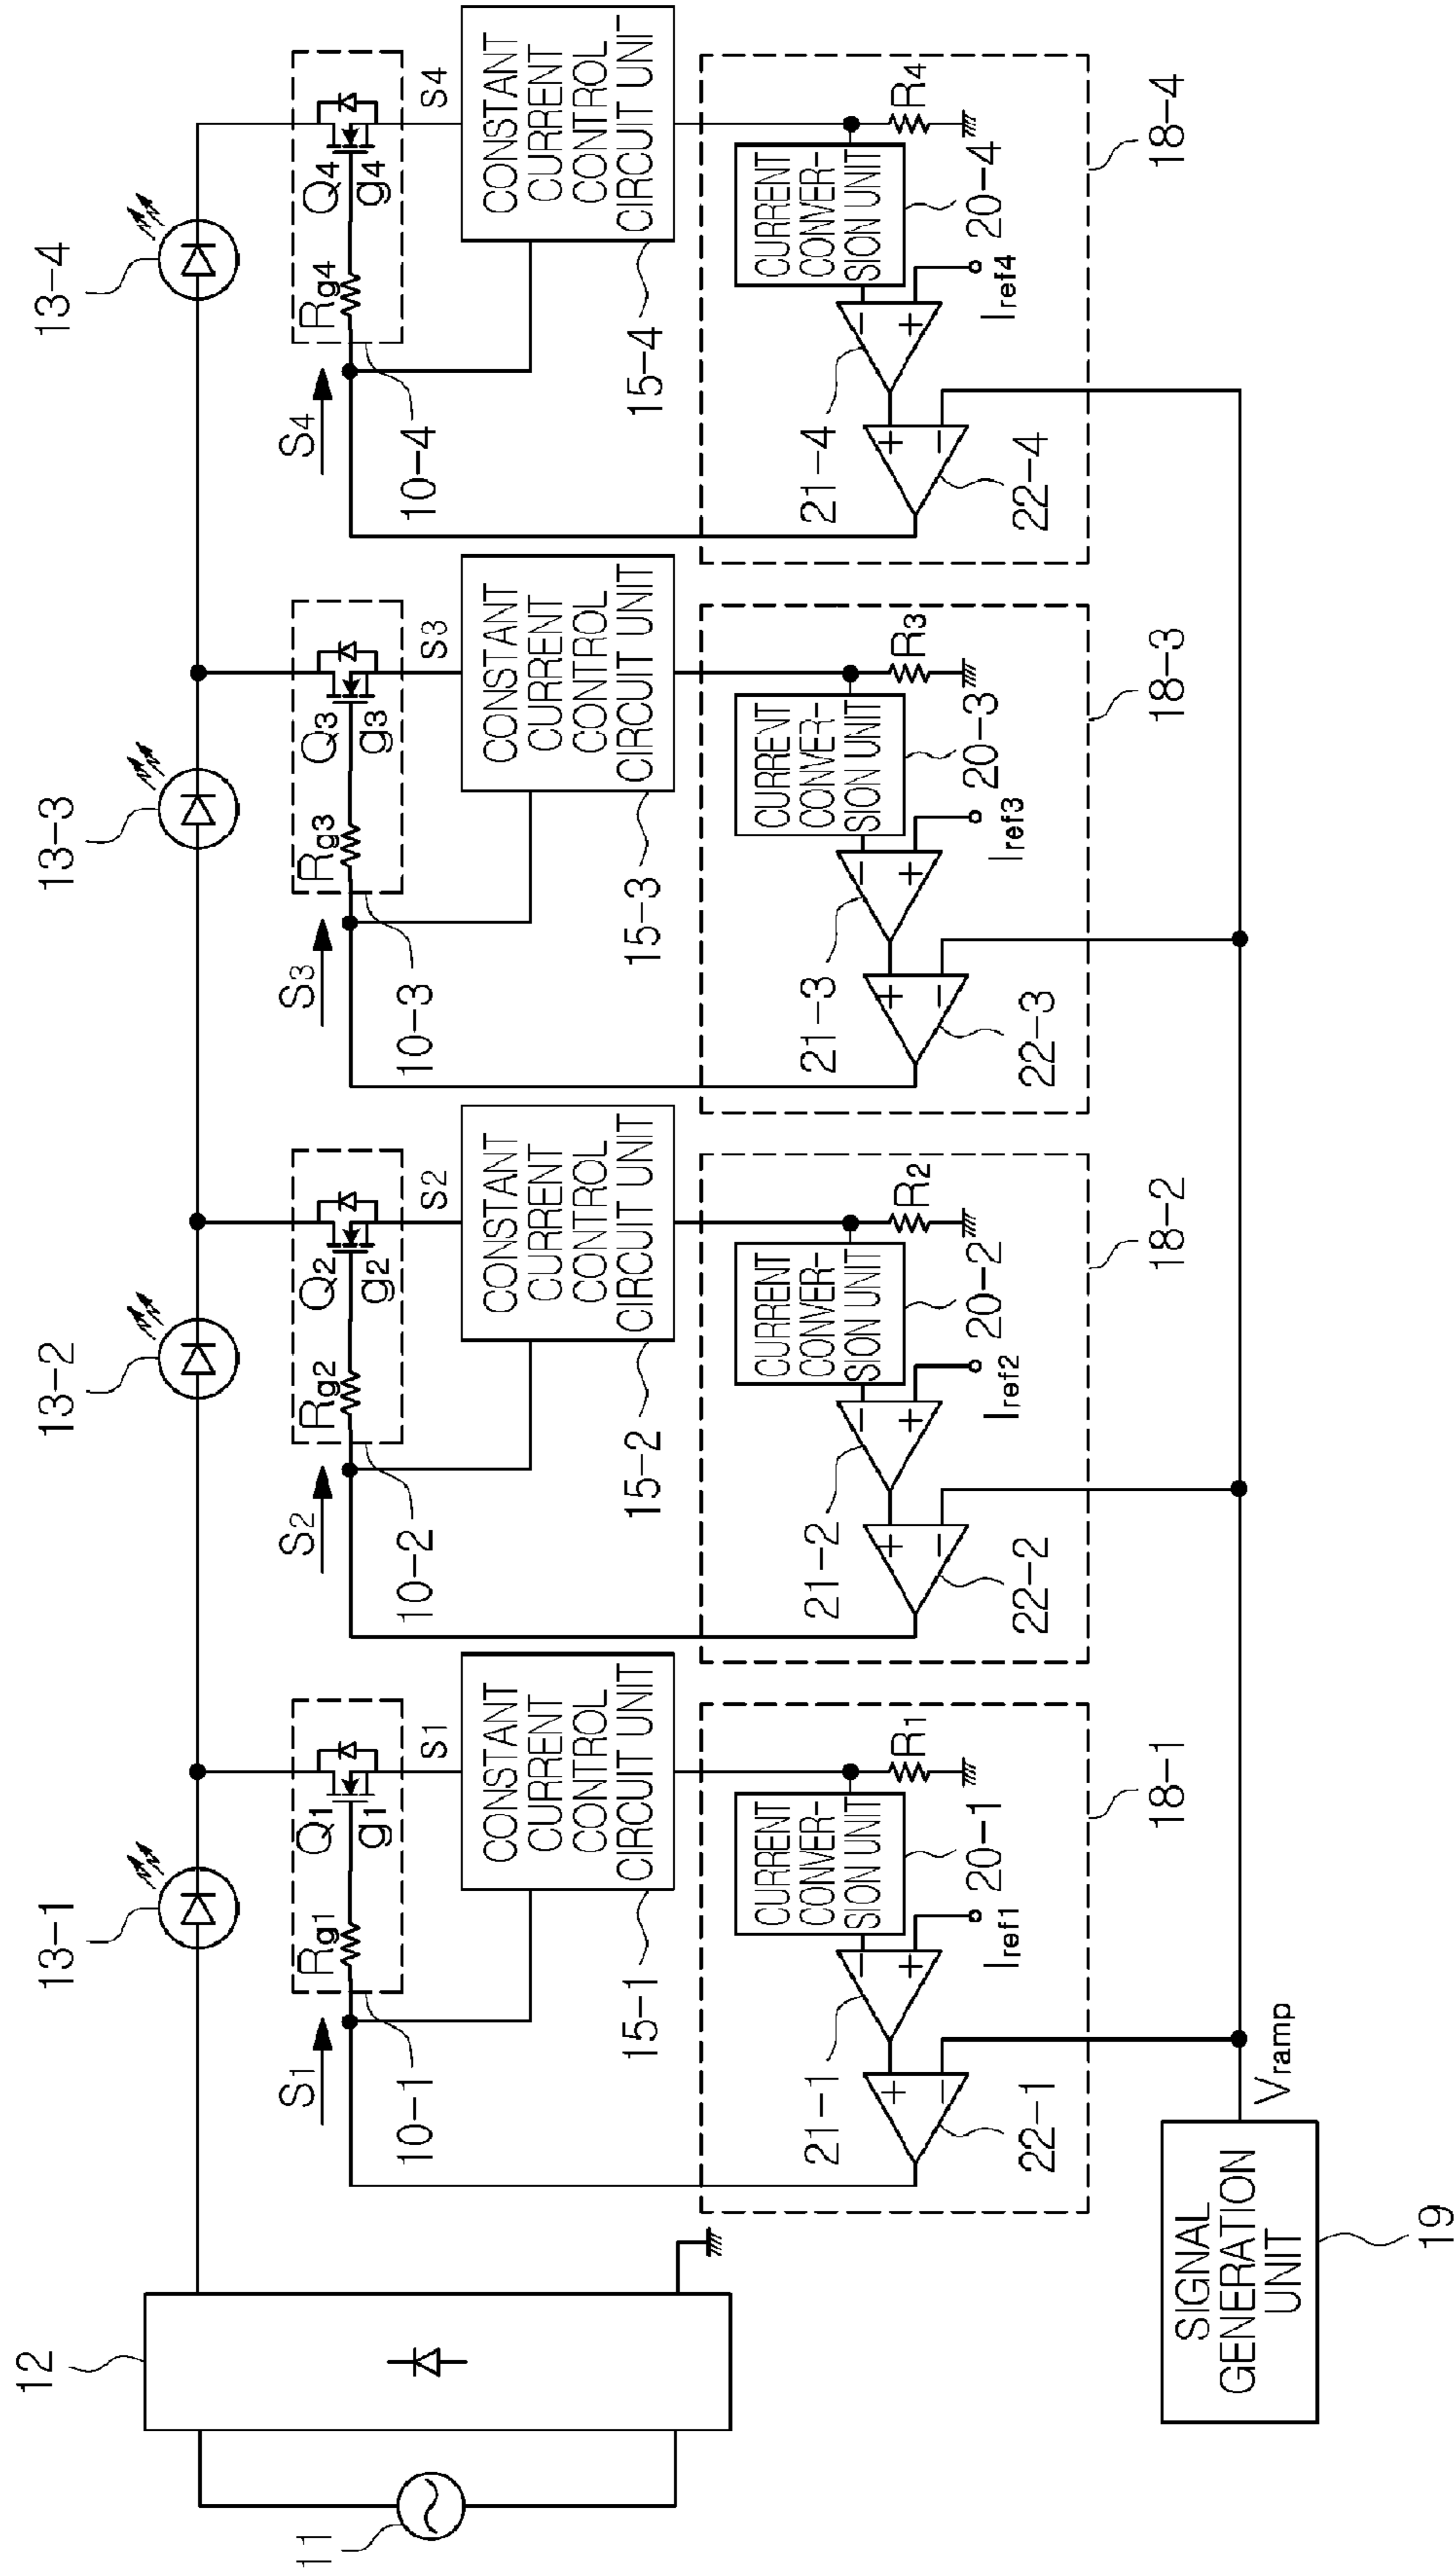 11
12
13-1
13-2
13-3
13-4
S1
Rg1
Q1
g1
10-1
s1
S2
Rg2
Q2
g2
10-2
s2
S3
Rg3
Q3
g3
10-3
s3
S4
Rg4
Q4
g4
10-4
s4
CONSTANT
CURRENT
CONTROL
CIRCUIT UNIT
15-1
CONSTANT
CURRENT
CONTROL
CIRCUIT UNIT
15-2
CONSTANT
CURRENT
CONTROL
CIRCUIT UNIT
15-3
CONSTANT
CURRENT
CONTROL
CIRCUIT UNIT
15-4
CURRENT
CONVER-
SION UNIT
R1
20-1
Iref1
21-1
+
−
−
+
22-1
18-1
CURRENT
CONVER-
SION UNIT
R2
20-2
Iref2
21-2
+
−
−
+
22-2
18-2
CURRENT
CONVER-
SION UNIT
R3
20-3
Iref3
21-3
+
−
−
+
22-3
18-3
CURRENT
CONVER-
SION UNIT
R4
20-4
Iref4
21-4
+
−
−
+
22-4
18-4
SIGNAL
GENERATION
UNIT
Vramp
19